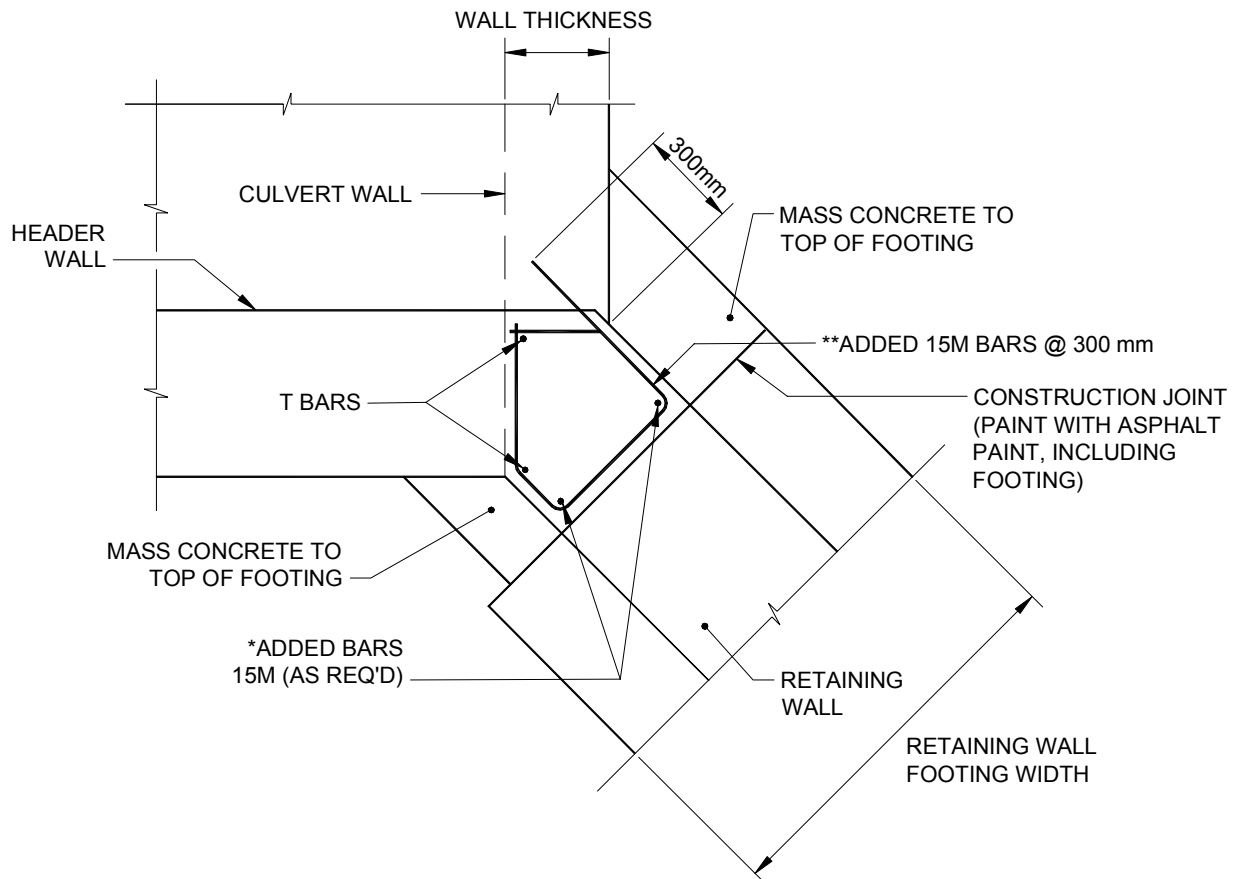 WALL THICKNESS
300mm
CULVERT WALL
MASS CONCRETE TO
TOP OF FOOTING
HEADER
WALL
**ADDED 15M BARS @ 300 mm
T BARS
CONSTRUCTION JOINT
(PAINT WITH ASPHALT
PAINT, INCLUDING
FOOTING)
MASS CONCRETE TO
TOP OF FOOTING
*ADDED BARS
15M (AS REQ'D)
RETAINING
WALL
RETAINING WALL
FOOTING WIDTH